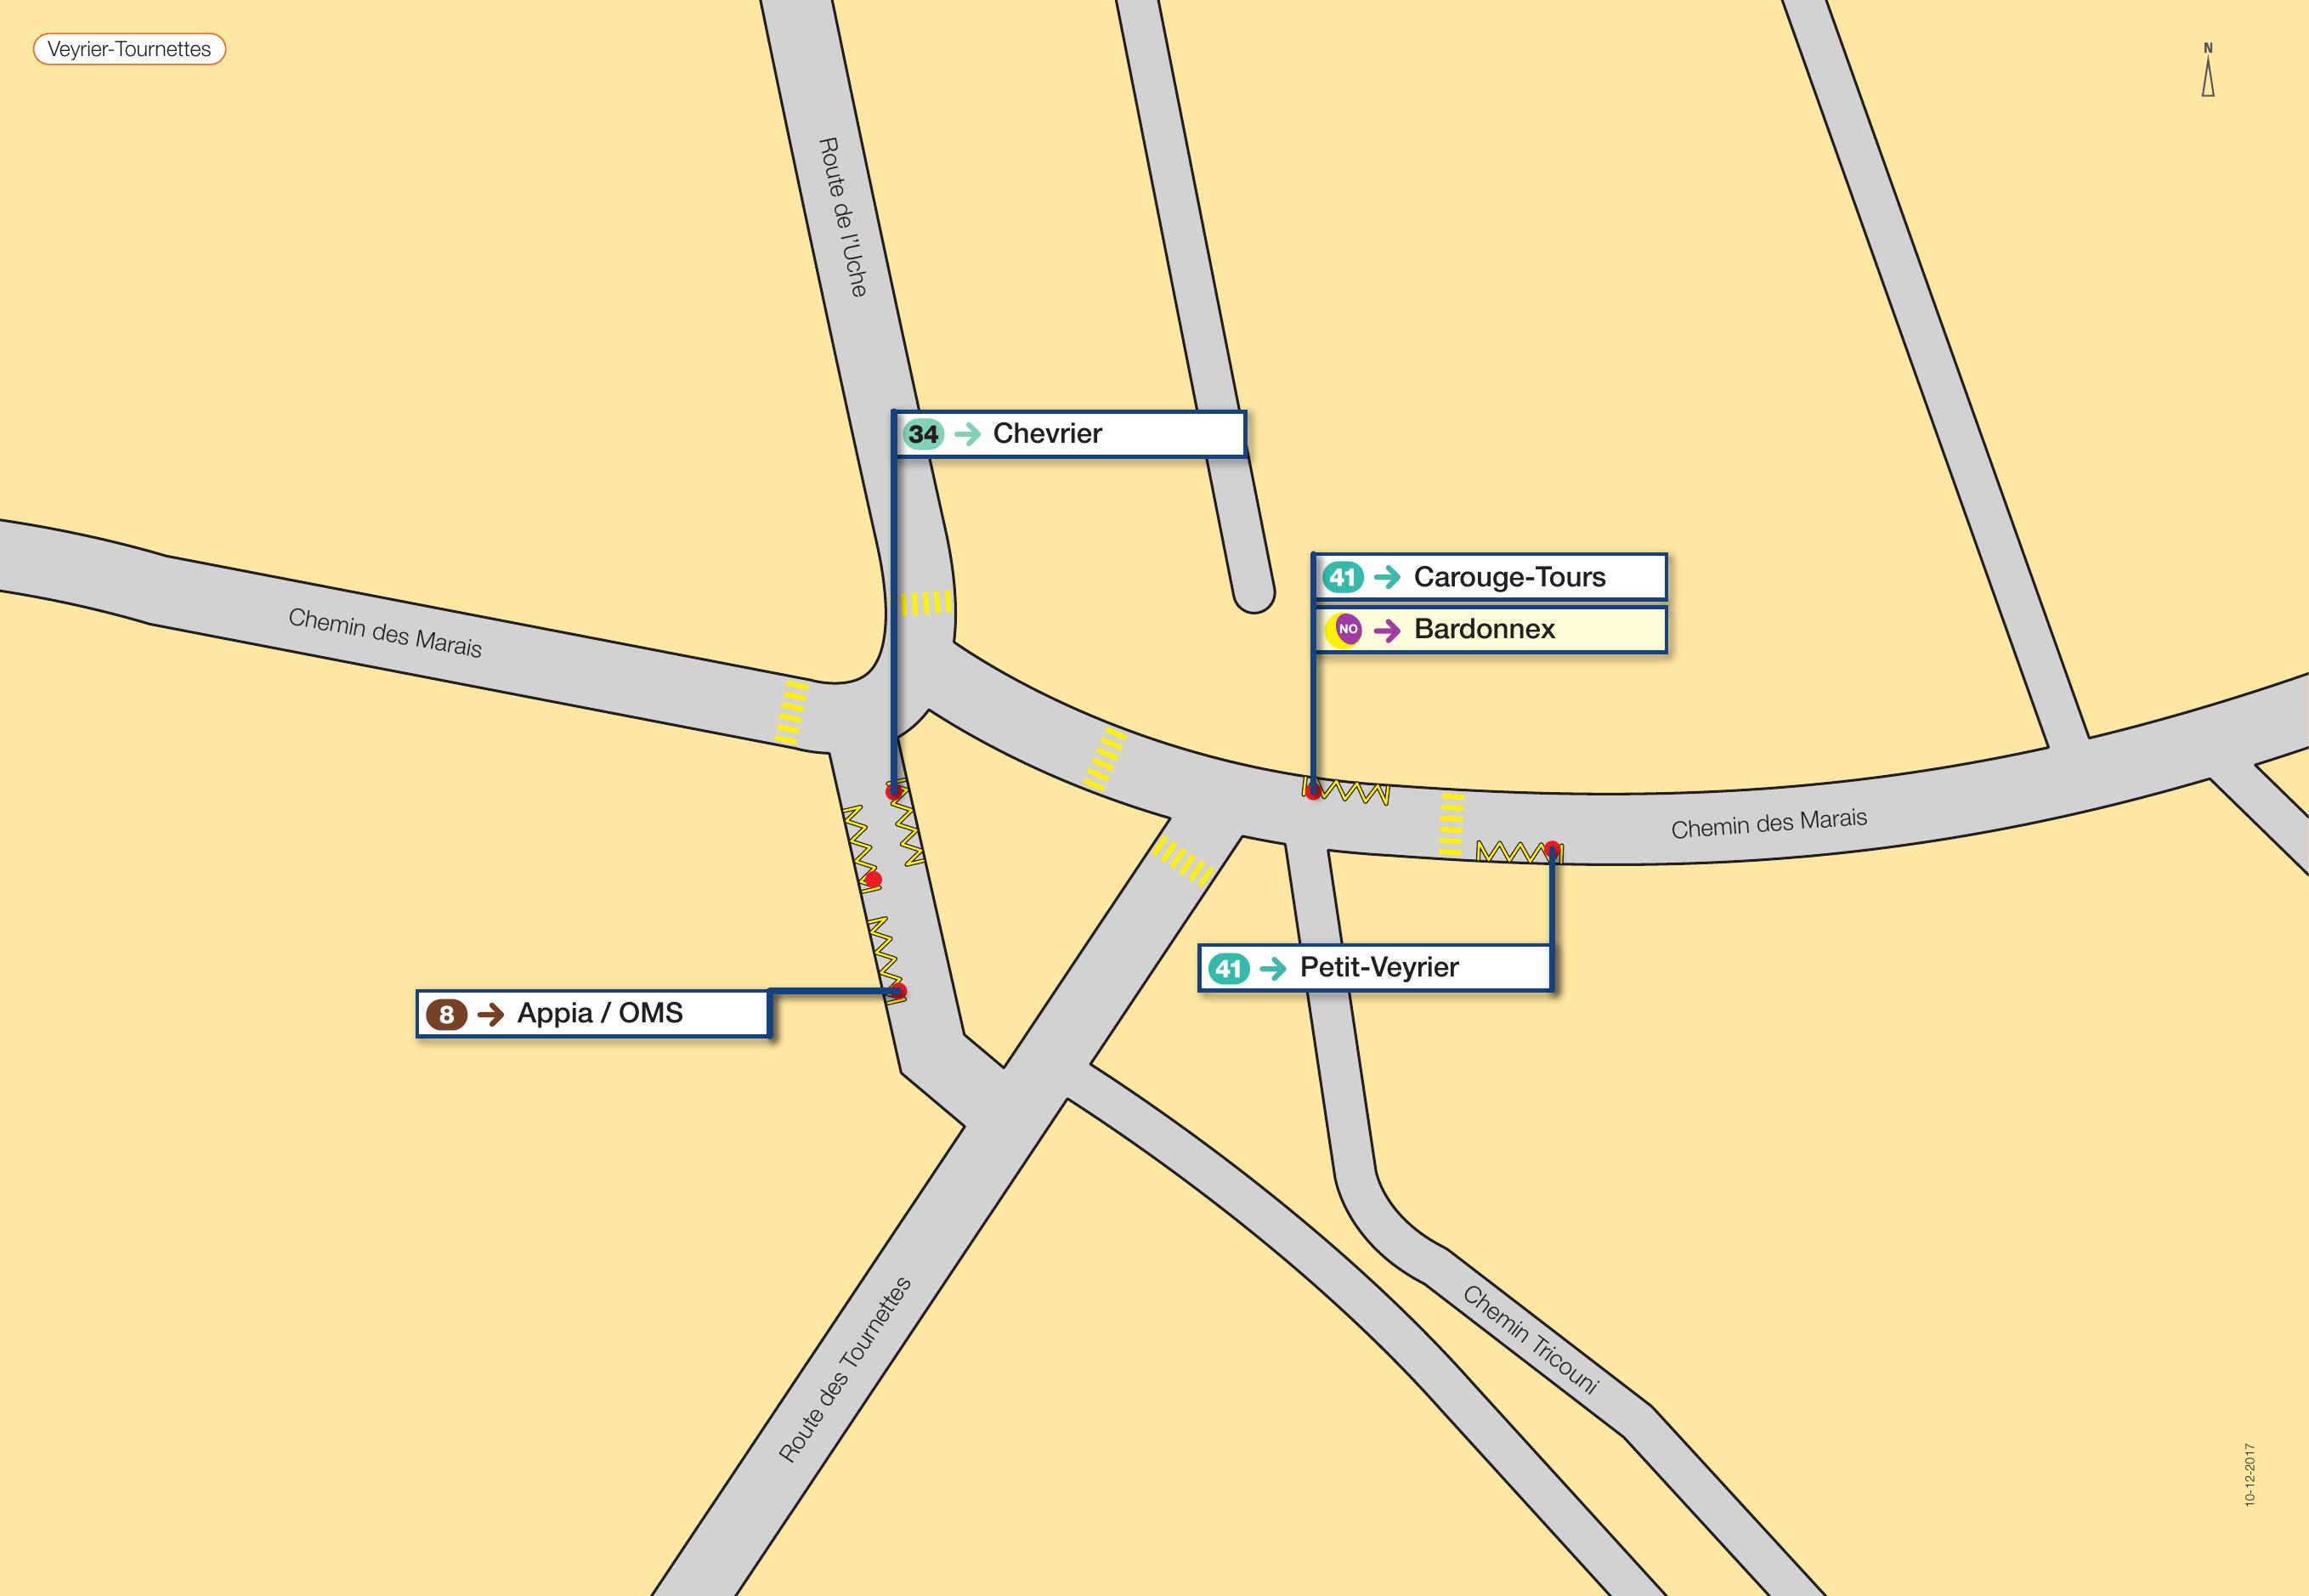 Veyrier-Tournettes
N
Route de l'Uche
34 → Chevrier
41 → Carouge-Tours
NO → Bardonnex
Chemin des Marais
Chemin des Marais
41 → Petit-Veyrier
8 → Appia / OMS
Route des Tournettes
Chemin Tricouni
10-12-2017